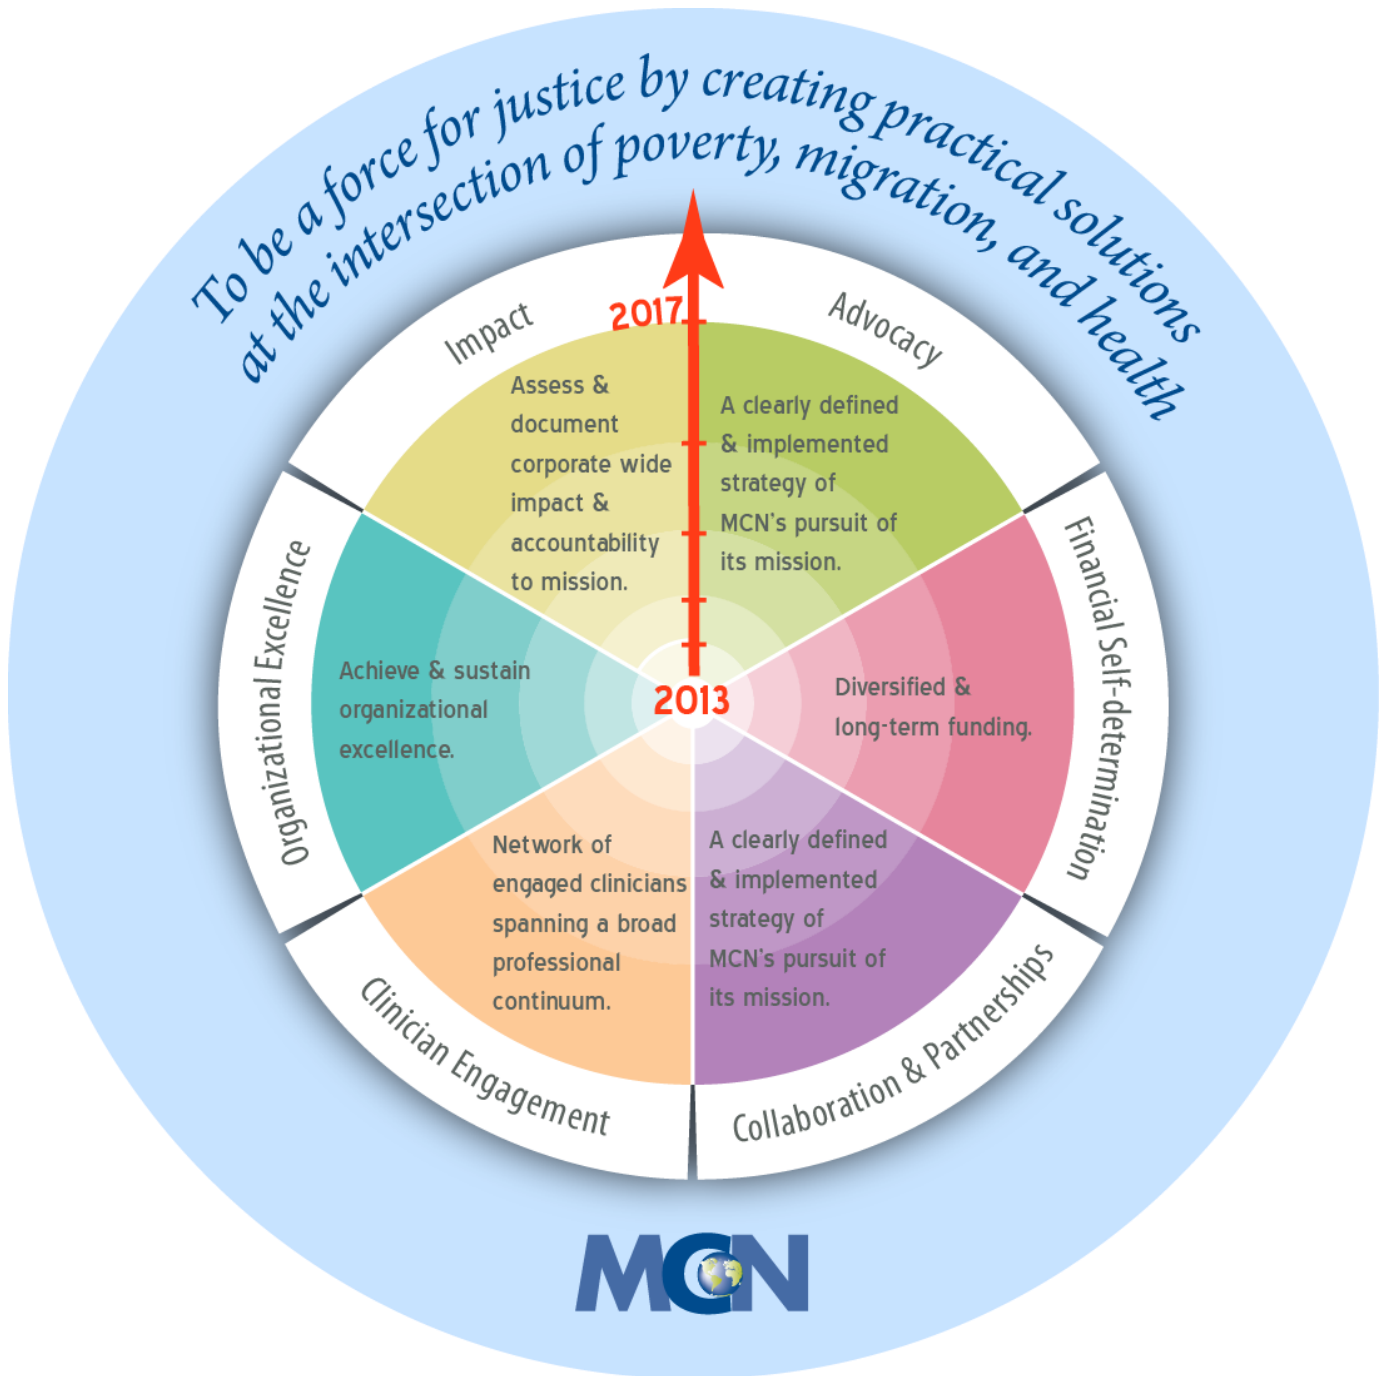 To be a force for justice by creating practical solutions
at the intersection of poverty, migration, and health
2017
Impact
Assess &
document
corporate wide
impact &
accountability
to mission.
Advocacy
A clearly defined
& implemented
strategy of
MCN's pursuit of
its mission.
Organizational Excellence
Achieve & sustain
organizational
excellence.
2013
Financial Self-determination
Diversified &
long-term funding.
Clinician Engagement
Network of
engaged clinicians
spanning a broad
professional
continuum.
Collaboration & Partnerships
A clearly defined
& implemented
strategy of
MCN's pursuit of
its mission.
MCN